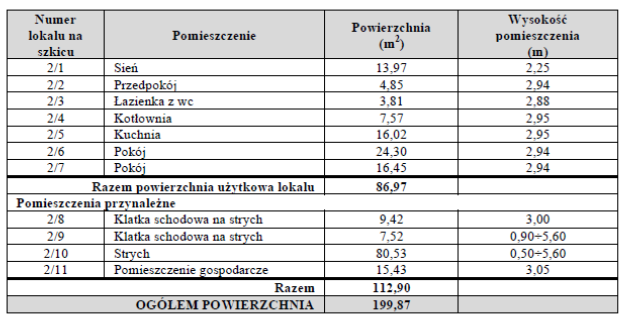 Numer lokalu na szkicu Pomieszczenie Powierzchnia (m²) Wysokość pomieszczenia (m)
2/1 Sień 13,97 2,25
2/2 Przedpokój 4,85 2,94
2/3 Łazienka z wc 3,81 2,88
2/4 Kotłownia 7,57 2,95
2/5 Kuchnia 16,02 2,95
2/6 Pokój 24,30 2,94
2/7 Pokój 16,45 2,94
Razem powierzchnia użytkowa lokalu 86,97
Pomieszczenia przynależne
2/8 Klatka schodowa na strych 9,42 3,00
2/9 Klatka schodowa na strych 7,52 0,90÷5,60
2/10 Strych 80,53 0,50÷5,60
2/11 Pomieszczenie gospodarcze 15,43 3,05
Razem 112,90
OGÓŁEM POWIERZCHNIA 199,87